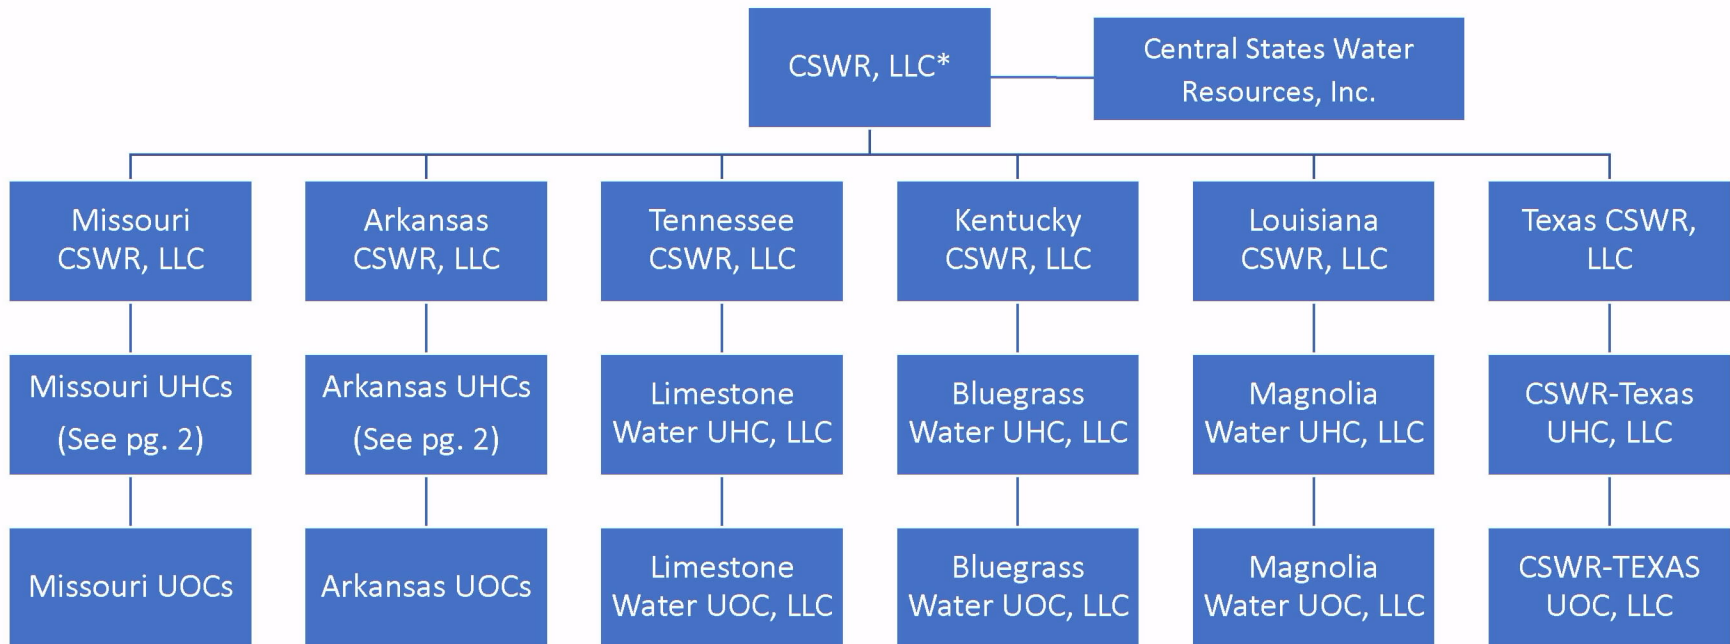 CSWR, LLC*
Central States Water
Resources, Inc.
Missouri
CSWR, LLC
Arkansas
CSWR, LLC
Tennessee
CSWR, LLC
Kentucky
CSWR, LLC
Louisiana
CSWR, LLC
Texas CSWR,
LLC
Missouri UHCs
(See pg. 2)
Arkansas UHCs
(See pg. 2)
Limestone
Water UHC, LLC
Bluegrass
Water UHC, LLC
Magnolia
Water UHC, LLC
CSWR-Texas
UHC, LLC
Missouri UOCs
Arkansas UOCs
Limestone
Water UOC, LLC
Bluegrass
Water UOC, LLC
Magnolia
Water UOC, LLC
CSWR-TEXAS
UOC, LLC